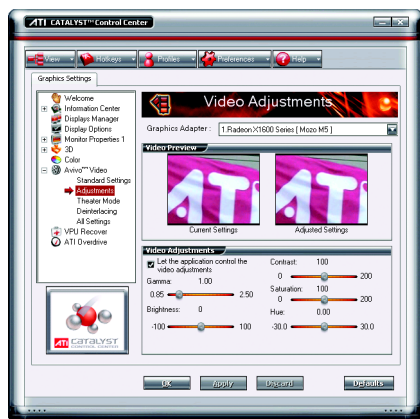 ATI CATALYST™ Control Center
View Hotkeys Profiles Preferences Help
Graphics Settings
Welcome
Information Center
Displays Manager
Display Options
Monitor Properties 1
3D
Color
Avivo™ Video
Standard Settings
Adjustments
Theater Mode
Deinterlacing
All Settings
VPU Recover
ATI Overdrive
ATI CATALYST
CONTROL CENTER
Video Adjustments
Graphics Adapter : 1.Radeon X1600 Series ( Mozo M5 )
Video Preview
ATI ATI
Current Settings Adjusted Settings
Video Adjustments
Let the application control the
video adjustments
Gamma: 1.00
0.85 2.50
Brightness: 0
-100 100
Contrast: 100
0 200
Saturation: 100
0 200
Hue: 0.00
-30.0 30.0
OK Apply Discard Defaults